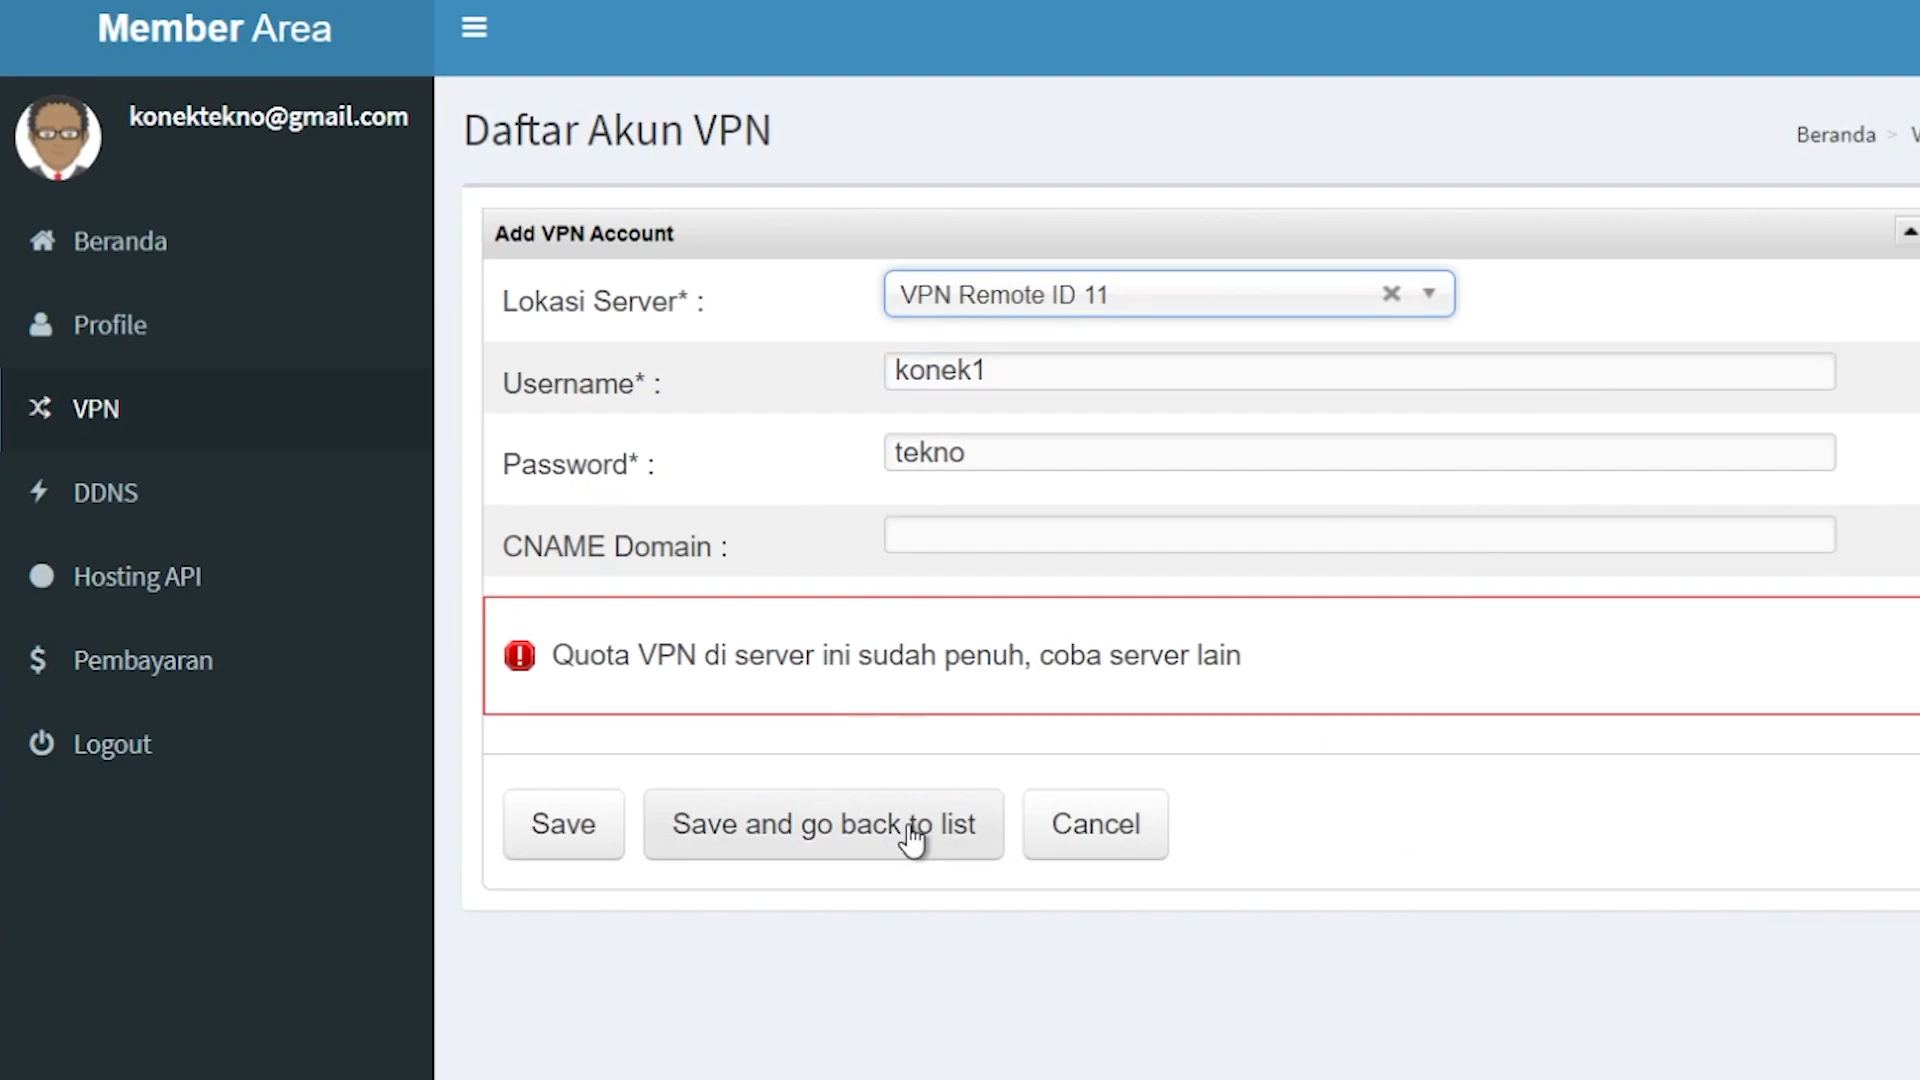 Member Area
konektekno@gmail.com
Beranda
Profile
VPN
DDNS
Hosting API
Pembayaran
Logout
Daftar Akun VPN
Beranda >
Add VPN Account
Lokasi Server* :
VPN Remote ID 11
Username* :
konek1
Password* :
tekno
CNAME Domain :
Quota VPN di server ini sudah penuh, coba server lain
Save
Save and go back to list
Cancel